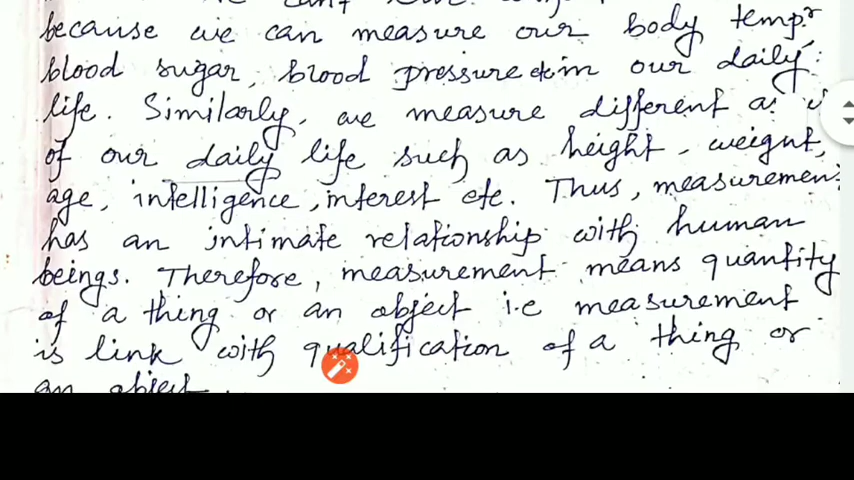 because we can measure our body tempr
blood sugar, blood pressure etc in our daily
life. Similarly, we measure different as
of our daily life such as height, weight,
age, intelligence, interest etc. Thus, measuremen
has an intimate relationship with human
beings. Therefore, measurement means quantity
of a thing or an object i.e measurement
is link with qualification of a thing or
an object.